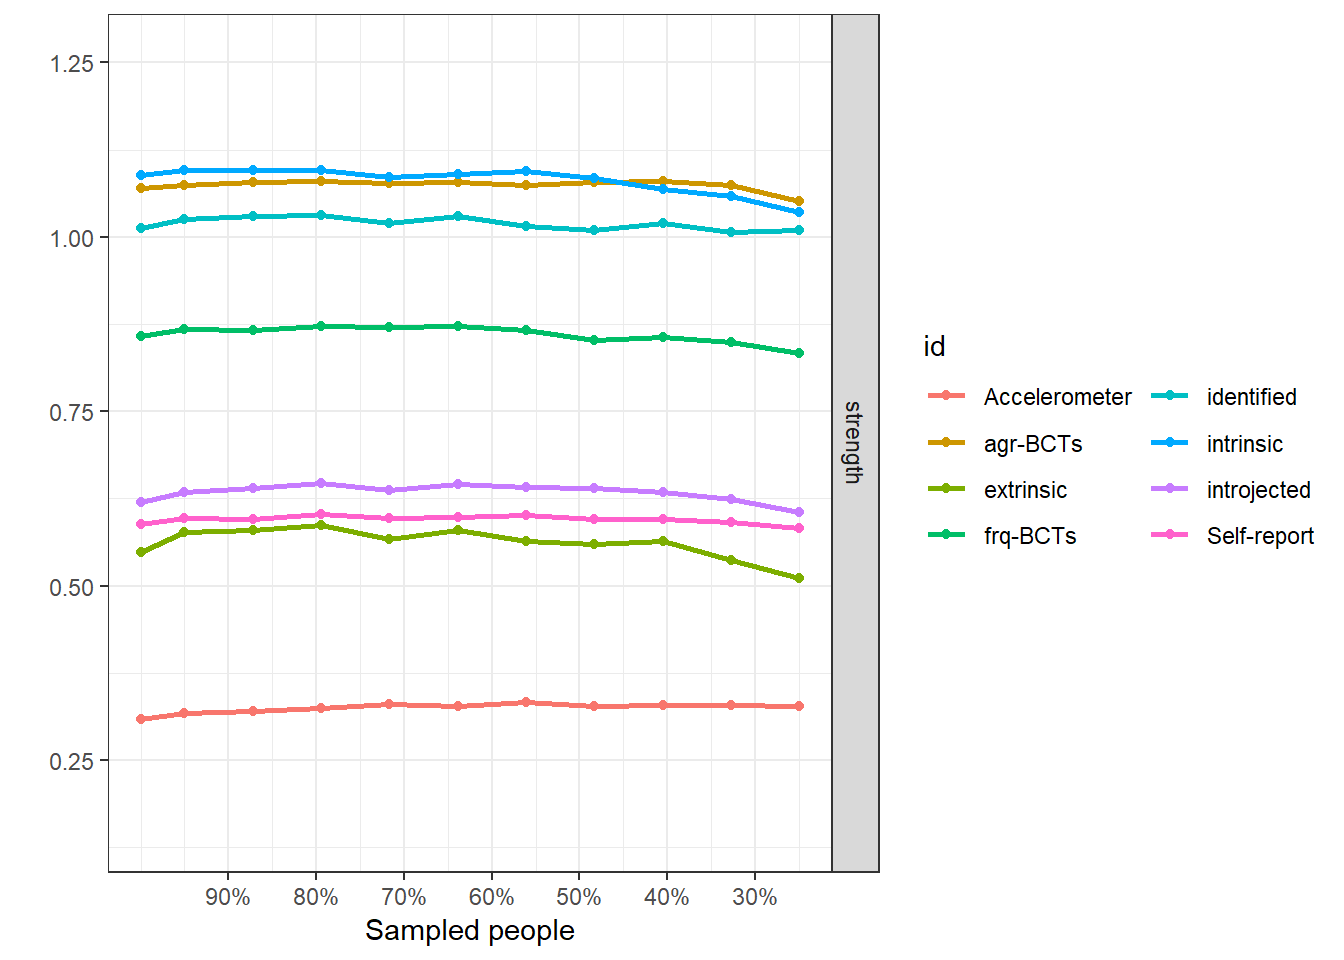 1.25
1.00
0.75
0.50
0.25
90% 80% 70% 60% 50% 40% 30%
Sampled people
strength
id
Accelerometer identified
agr-BCTs intrinsic
extrinsic introjected
frq-BCTs Self-report